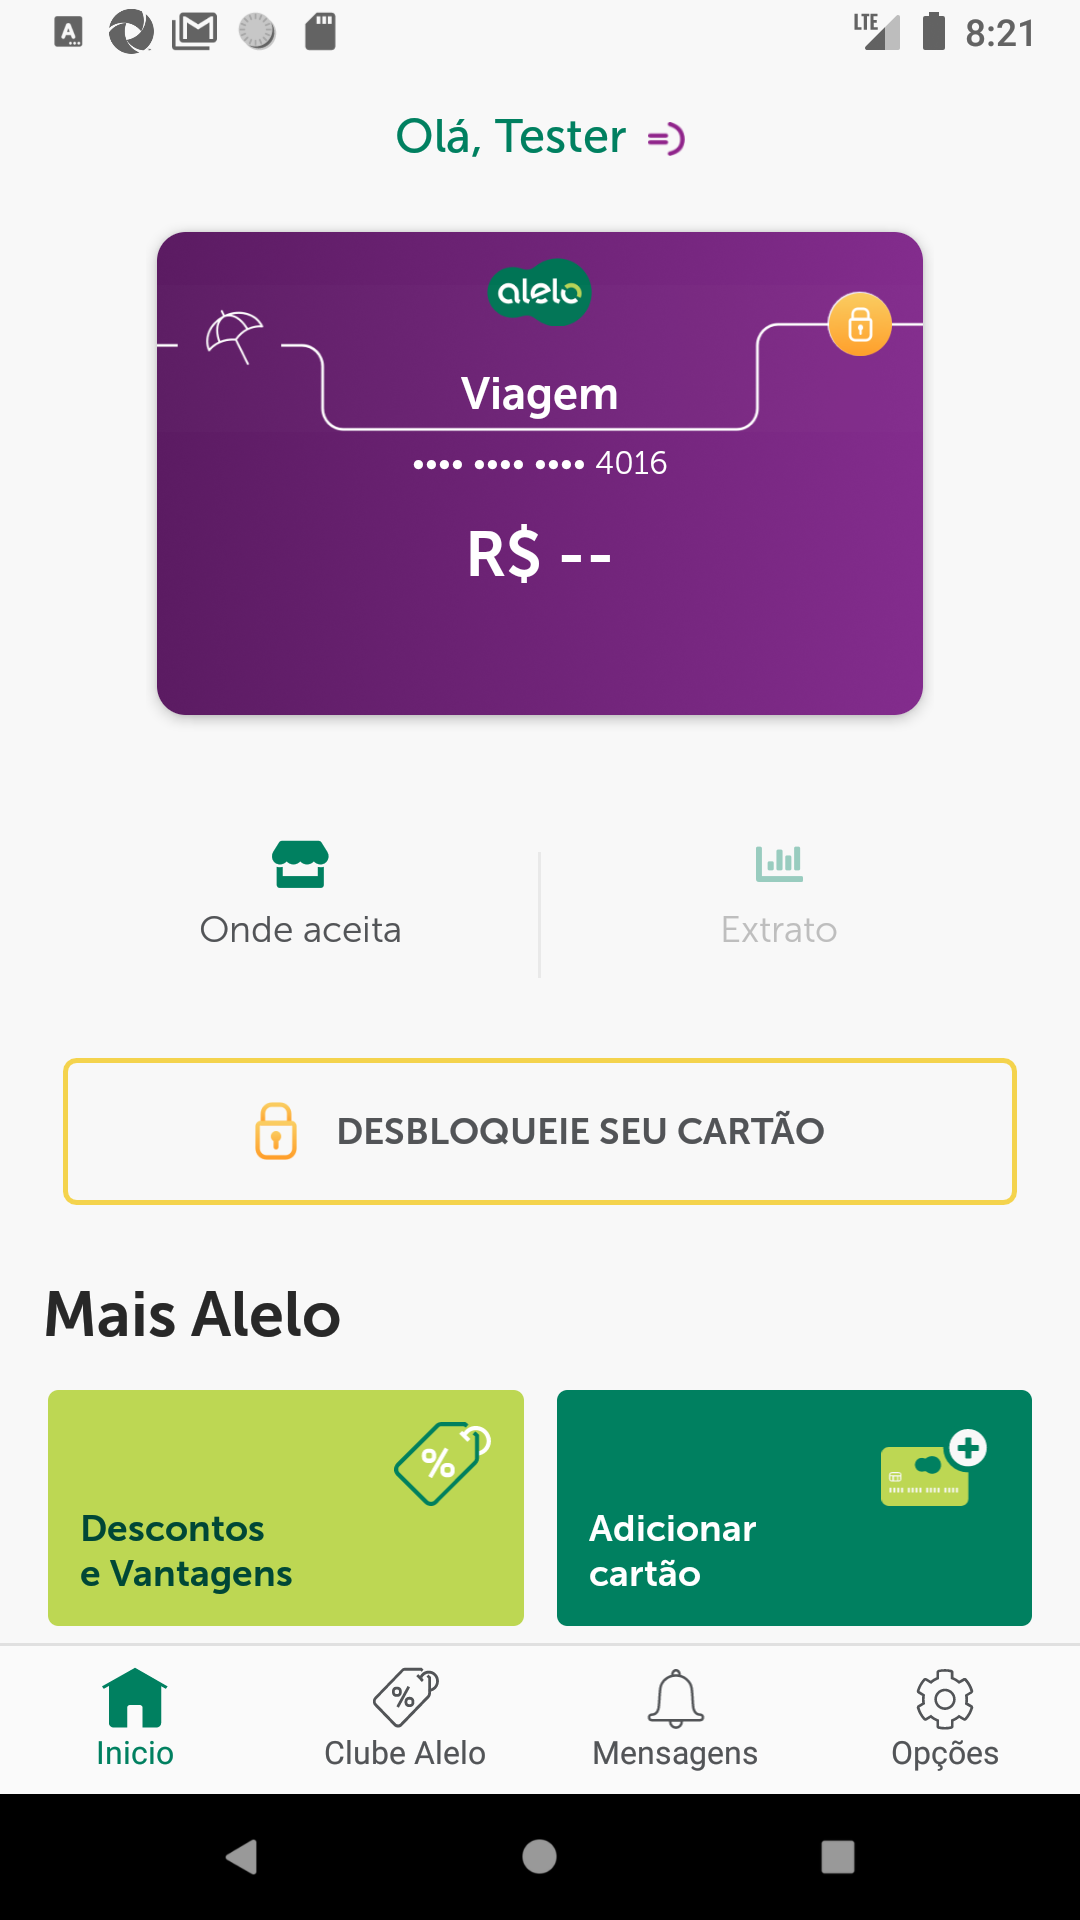 LTE 8:21
Olá, Tester =)
alelo
Viagem
•••• •••• •••• 4016
R$ --
Onde aceita
Extrato
DESBLOQUEIE SEU CARTÃO
Mais Alelo
%
Descontos
e Vantagens
Adicionar
cartão
Inicio
Clube Alelo
Mensagens
Opções